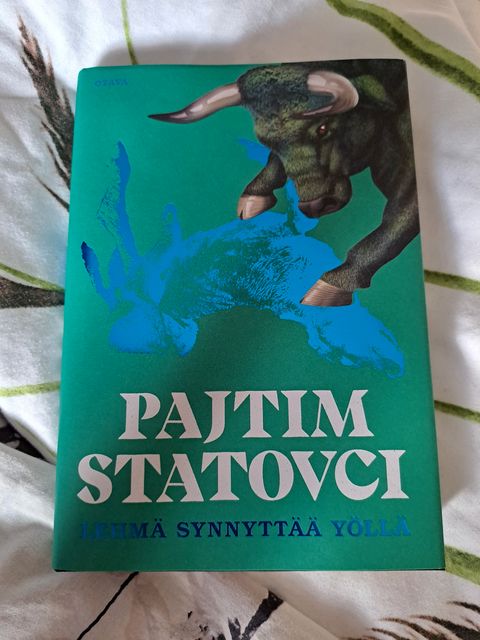 OTAVA
PAJTIM
STATOVCI
LEHMÄ SYNNYTTÄÄ YÖLLÄ